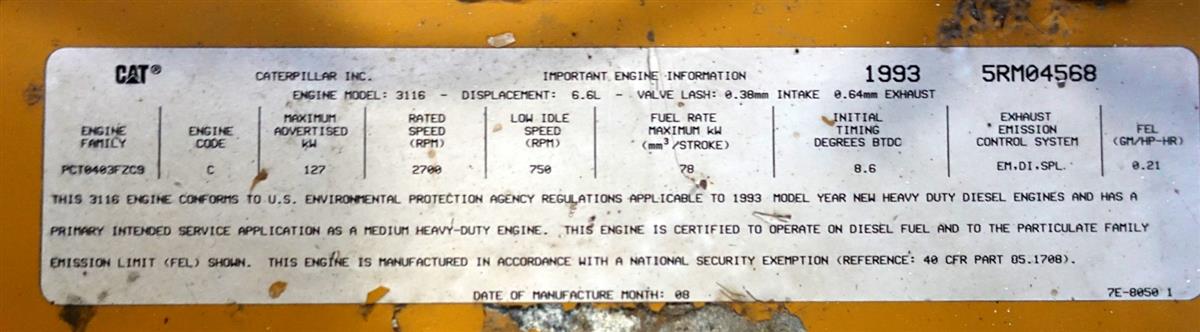 CAT® CATERPILLAR INC. IMPORTANT ENGINE INFORMATION 1993 5RM04568
ENGINE MODEL: 3116 - DISPLACEMENT: 6.6L - VALVE LASH: 0.38mm INTAKE 0.64mm EXHAUST
ENGINE FAMILY ENGINE CODE MAXIMUM ADVERTISED kW RATED SPEED (RPM) LOW IDLE SPEED (RPM) FUEL RATE MAXIMUM kW (mm³/STROKE) INITIAL TIMING DEGREES BTDC EXHAUST EMISSION CONTROL SYSTEM FEL (GM/HP-HR)
PCT0403FZC9 C 127 2700 750 78 8.6 EM.DI.SPL. 0.21
THIS 3116 ENGINE CONFORMS TO U.S. ENVIRONMENTAL PROTECTION AGENCY REGULATIONS APPLICABLE TO 1993 MODEL YEAR NEW HEAVY DUTY DIESEL ENGINES AND HAS A
PRIMARY INTENDED SERVICE APPLICATION AS A MEDIUM HEAVY-DUTY ENGINE. THIS ENGINE IS CERTIFIED TO OPERATE ON DIESEL FUEL AND TO THE PARTICULATE FAMILY
EMISSION LIMIT (FEL) SHOWN. THIS ENGINE IS MANUFACTURED IN ACCORDANCE WITH A NATIONAL SECURITY EXEMPTION (REFERENCE: 40 CFR PART 85.1708).
DATE OF MANUFACTURE MONTH: 08 7E-8050 1